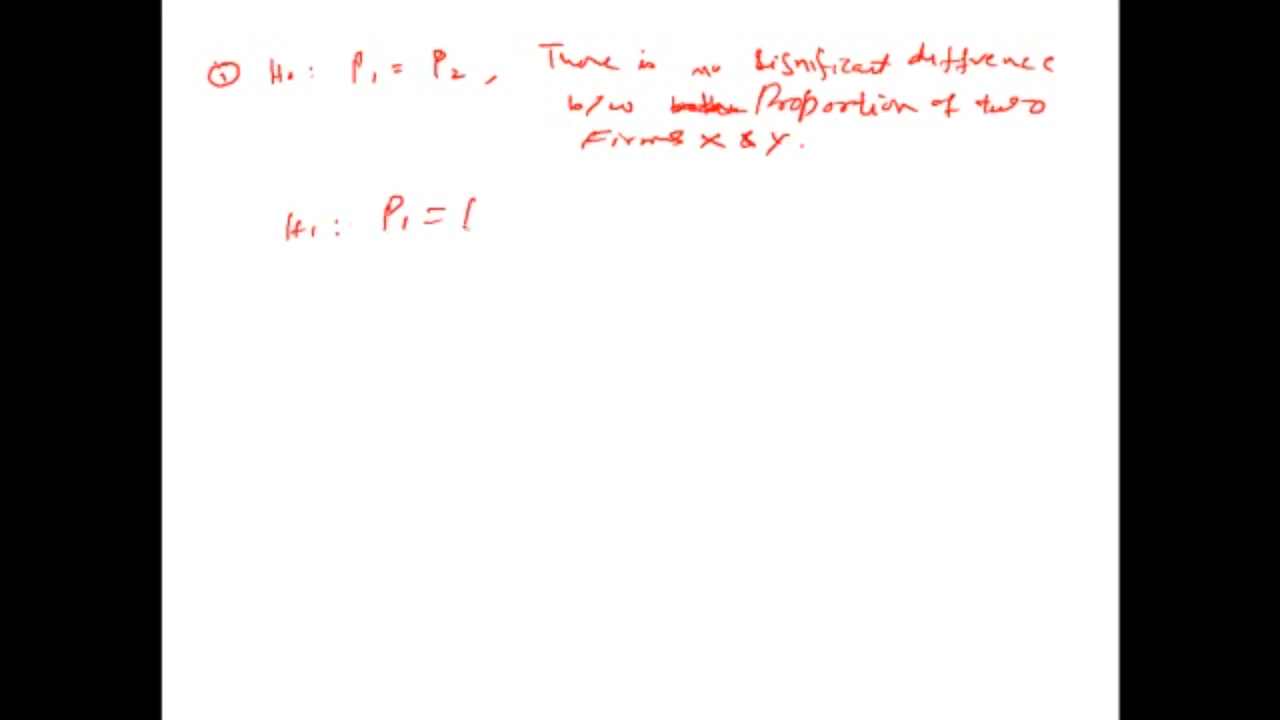 ① H₀: P₁ = P₂, There is no significant difference
b/w Proportion of two
Firms X & Y.
H₁: P₁ = (